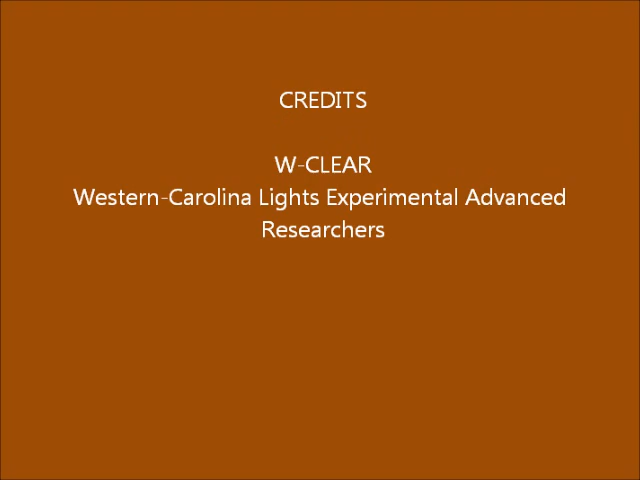 CREDITS
W-CLEAR
Western-Carolina Lights Experimental Advanced
Researchers